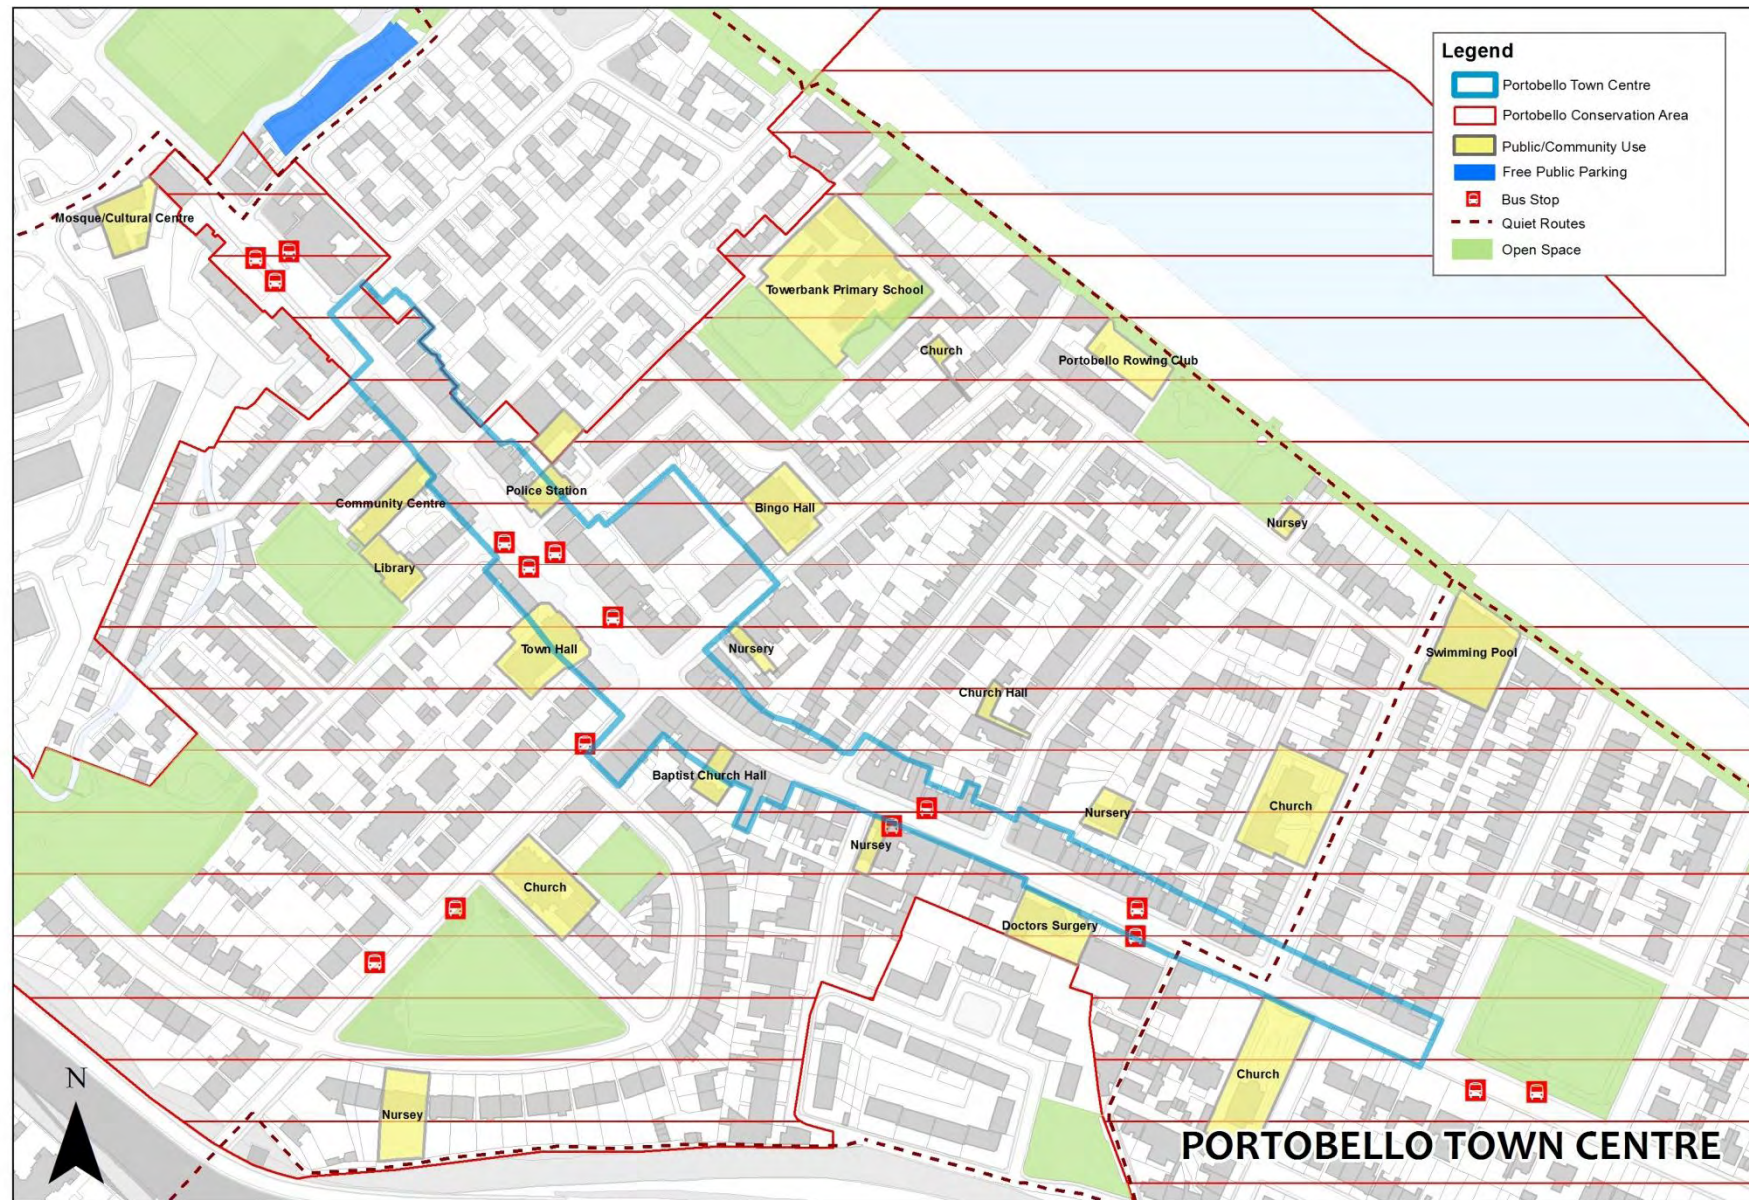 Legend
Portobello Town Centre
Portobello Conservation Area
Public/Community Use
Free Public Parking
Bus Stop
Quiet Routes
Open Space
Mosque/Cultural Centre
Towerbank Primary School
Church
Portobello Rowing Club
Police Station
Community Centre
Bingo Hall
Nursey
Library
Town Hall
Nursery
Swimming Pool
Church Hall
Baptist Church Hall
Nursery
Church
Nursey
Church
Doctors Surgery
Church
Nursey
N
PORTOBELLO TOWN CENTRE